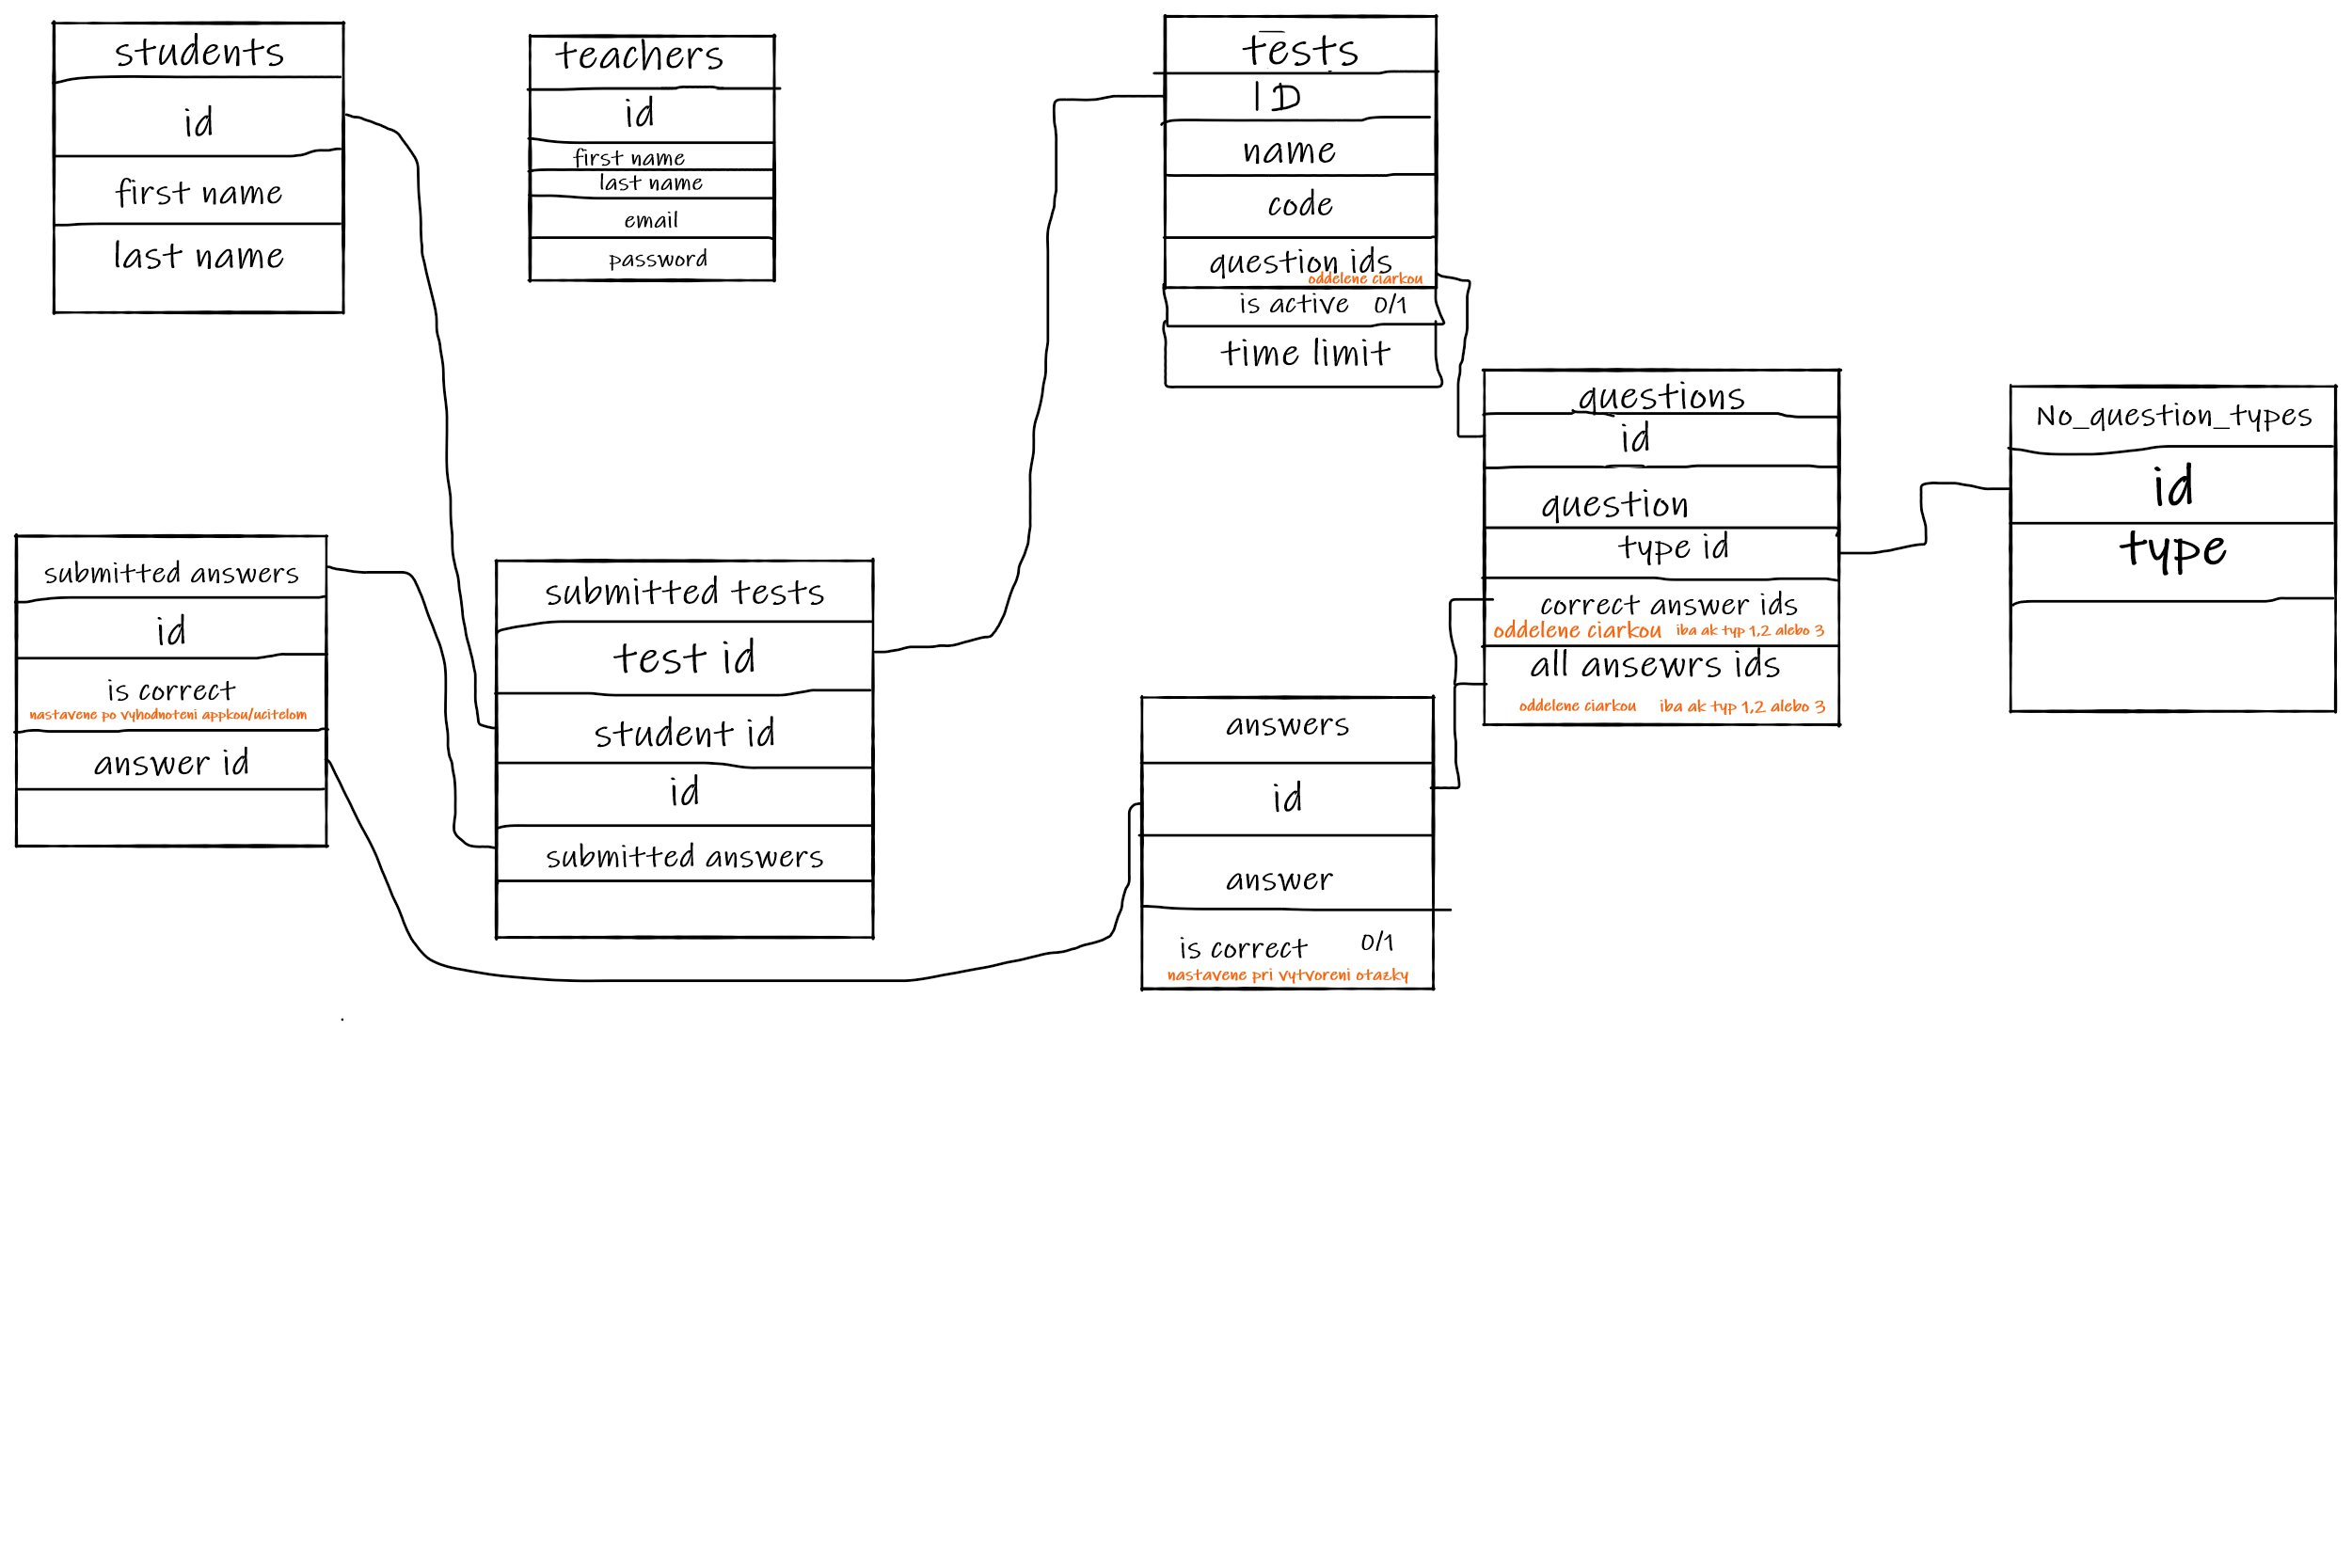 students
id
first name
last name
teachers
id
first name
last name
email
password
tests
ID
name
code
question ids
oddelene ciarkou
is active 0/1
time limit
questions
id
question
type id
correct answer ids
oddelene ciarkou iba ak typ 1,2 alebo 3
all ansewrs ids
oddelene ciarkou iba ak typ 1,2 alebo 3
No_question_types
id
type
submitted answers
id
is correct
nastavene po vyhodnoteni appkou/ucitelom
answer id
submitted tests
test id
student id
id
submitted answers
answers
id
answer
is correct 0/1
nastavene pri vytvoreni otazky